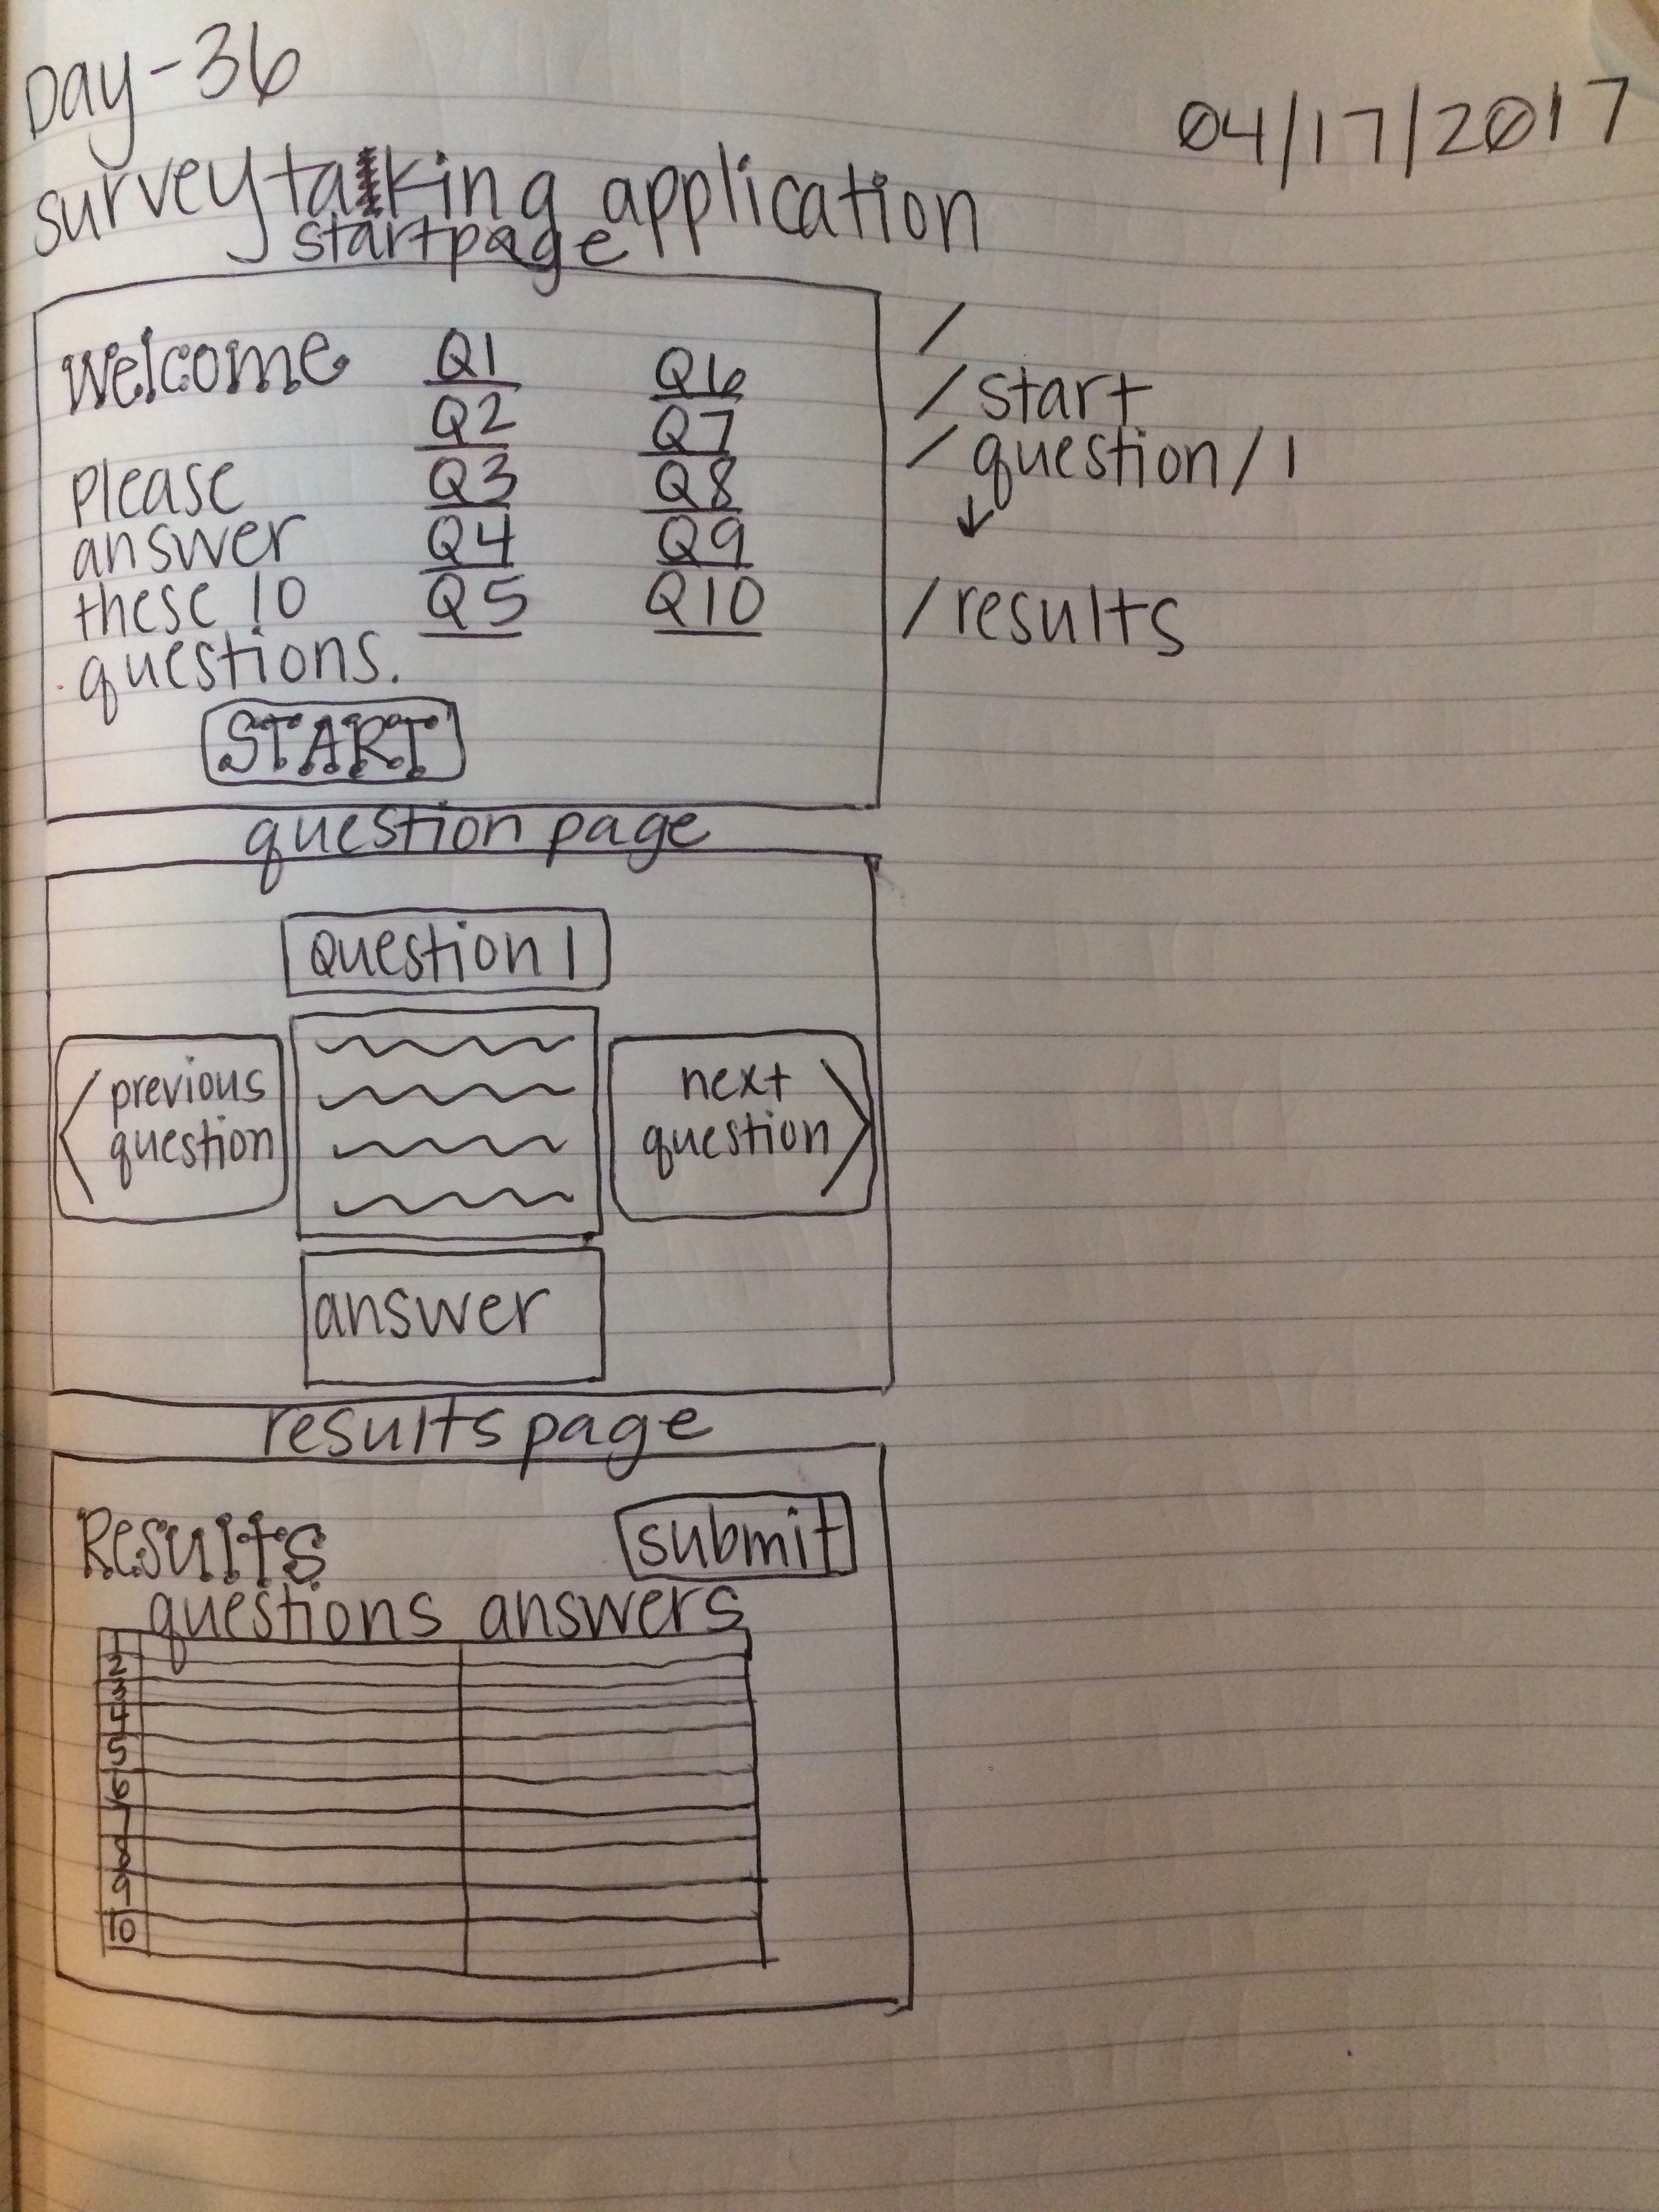 Day-36
04/17/2017
survey taking application
start page
Welcome
please
answer
these 10
questions.
Q1
Q2
Q3
Q4
Q5
Q6
Q7
Q8
Q9
Q10
START
/
/start
/question/1
↓
/results
question page
Question 1
< previous
question
next >
question
answer
results page
Results
submit
questions answers
1
2
3
4
5
6
7
8
9
10